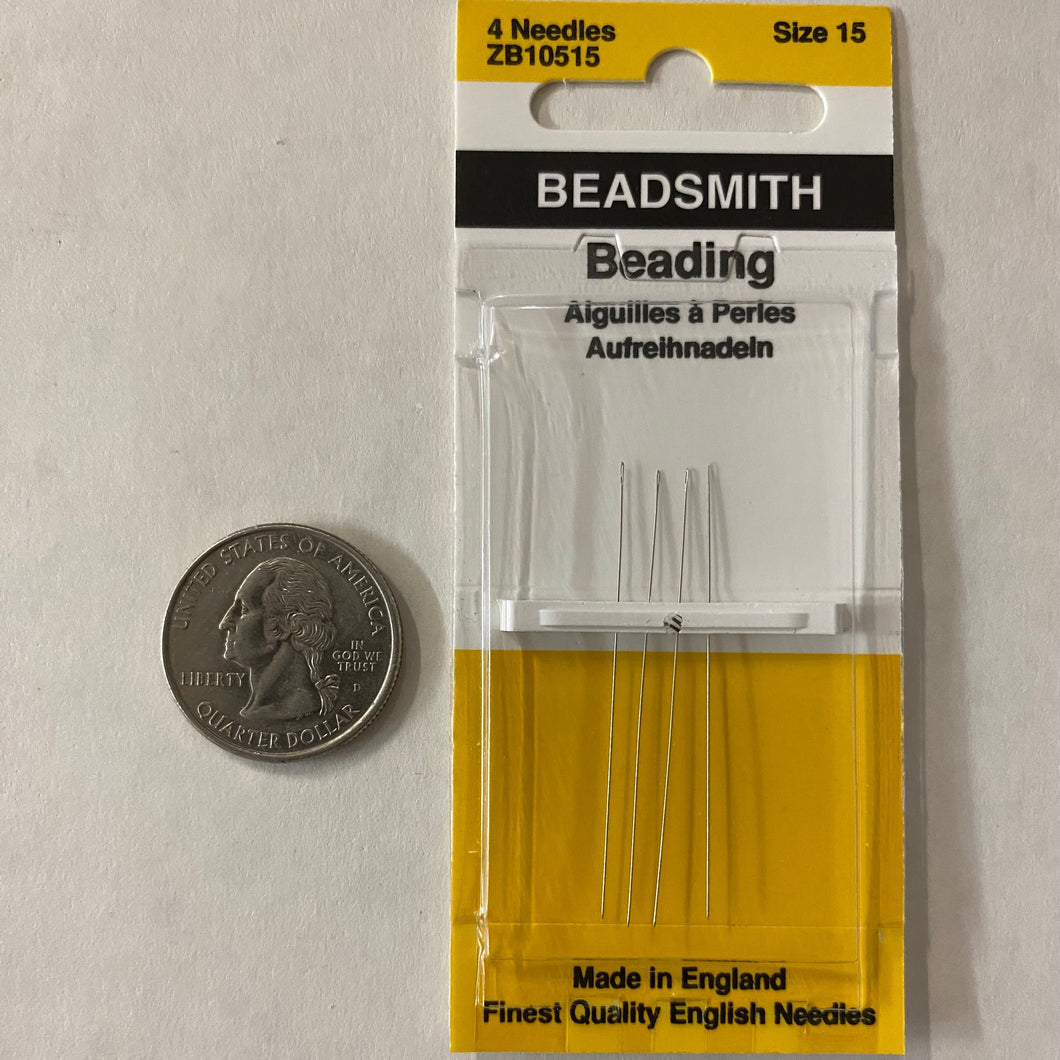 4 Needles
ZB10515
Size 15
BEADSMITH
Beading
Aiguilles à Perles
Aufreihnadeln
Made in England
Finest Quality English Needles
UNITED STATES OF AMERICA
LIBERTY
IN
GOD WE
TRUST
D
QUARTER DOLLAR